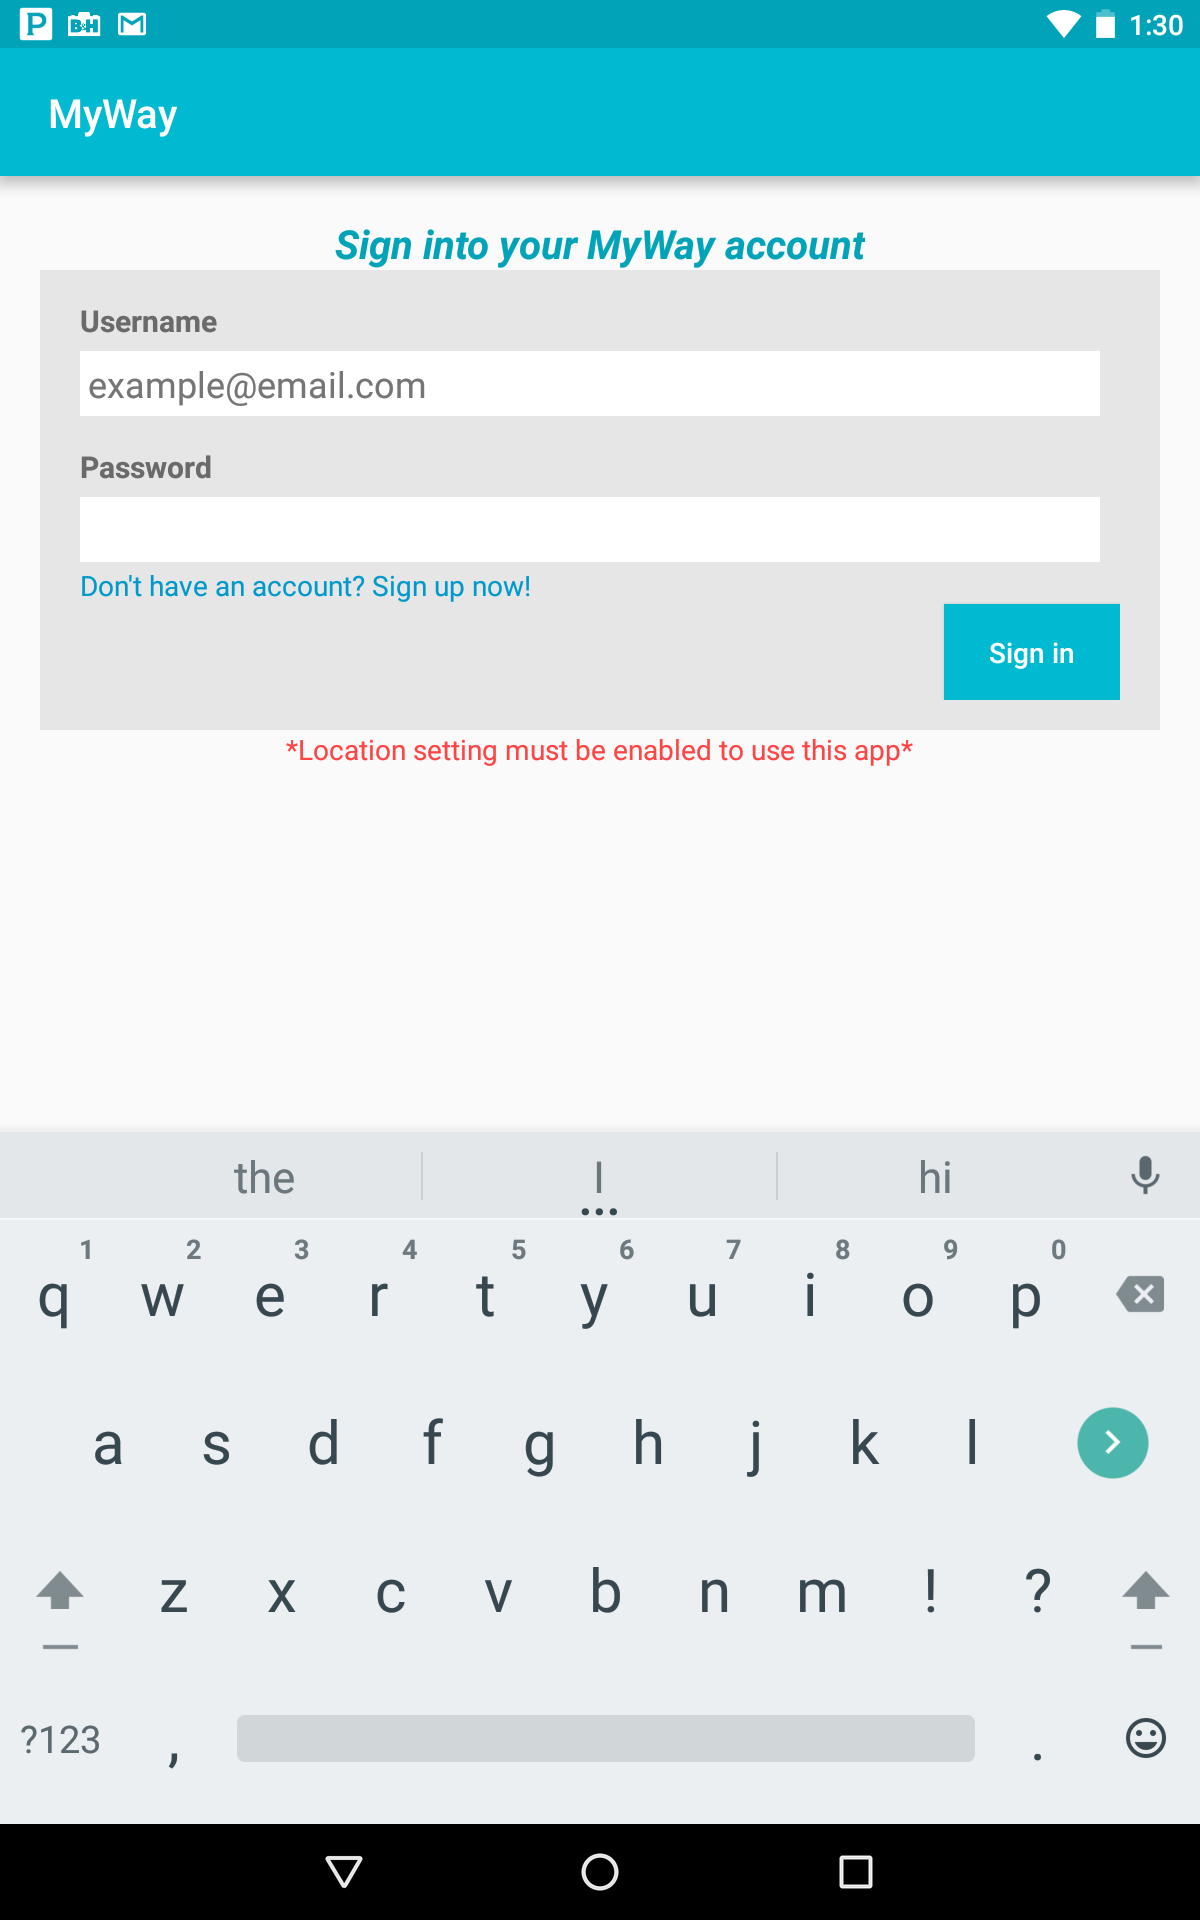 P B&H M 1:30
MyWay
Sign into your MyWay account
Username
example@email.com
Password
Don't have an account? Sign up now!
Sign in
*Location setting must be enabled to use this app*
the I hi
1 2 3 4 5 6 7 8 9 0
q w e r t y u i o p
a s d f g h j k l
z x c v b n m ! ?
?123 , .